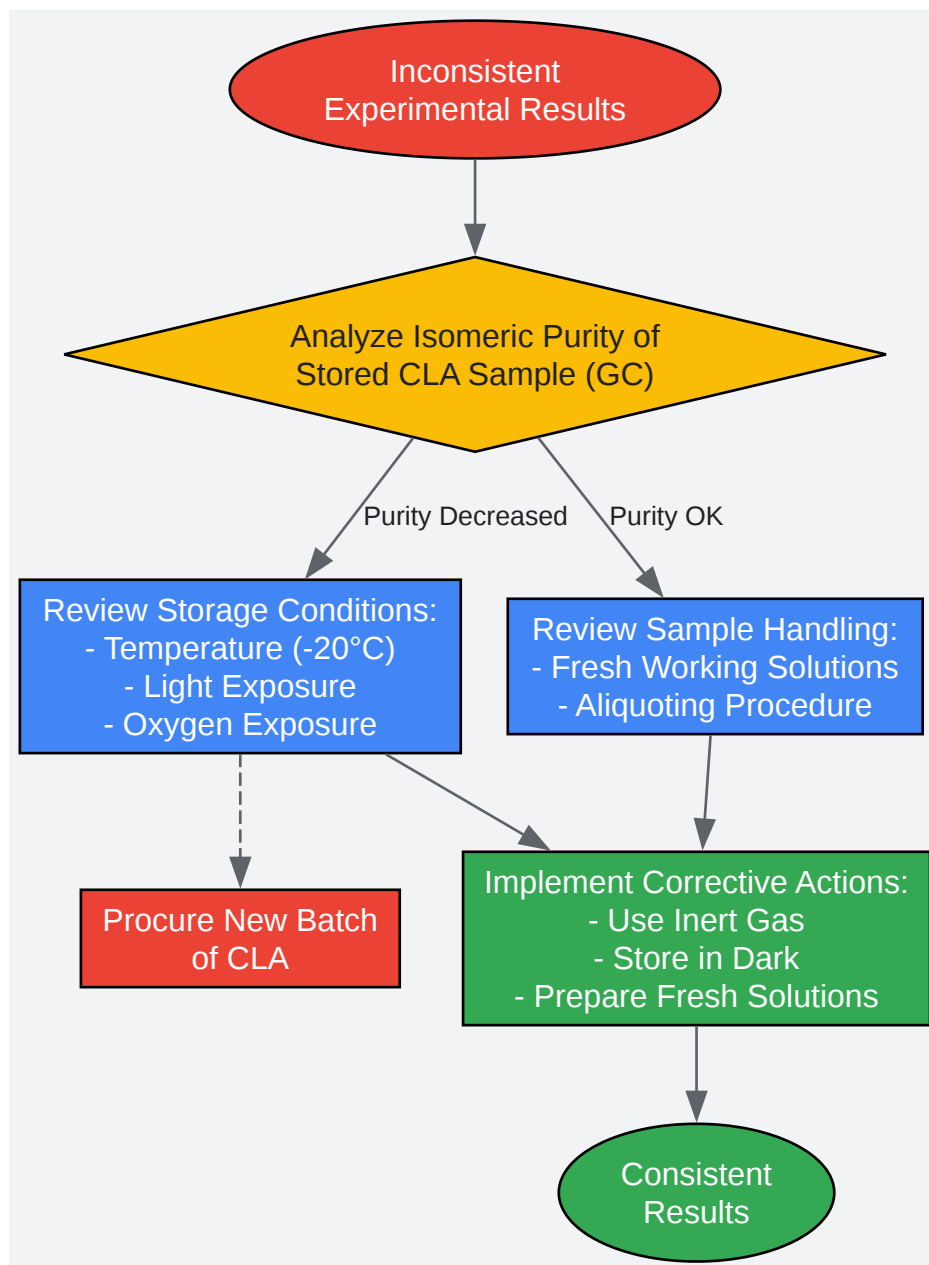 Inconsistent
Experimental Results
Analyze Isomeric Purity of
Stored CLA Sample (GC)
Purity Decreased
Purity OK
Review Storage Conditions:
- Temperature (-20°C)
- Light Exposure
- Oxygen Exposure
Review Sample Handling:
- Fresh Working Solutions
- Aliquoting Procedure
Procure New Batch
of CLA
Implement Corrective Actions:
- Use Inert Gas
- Store in Dark
- Prepare Fresh Solutions
Consistent
Results